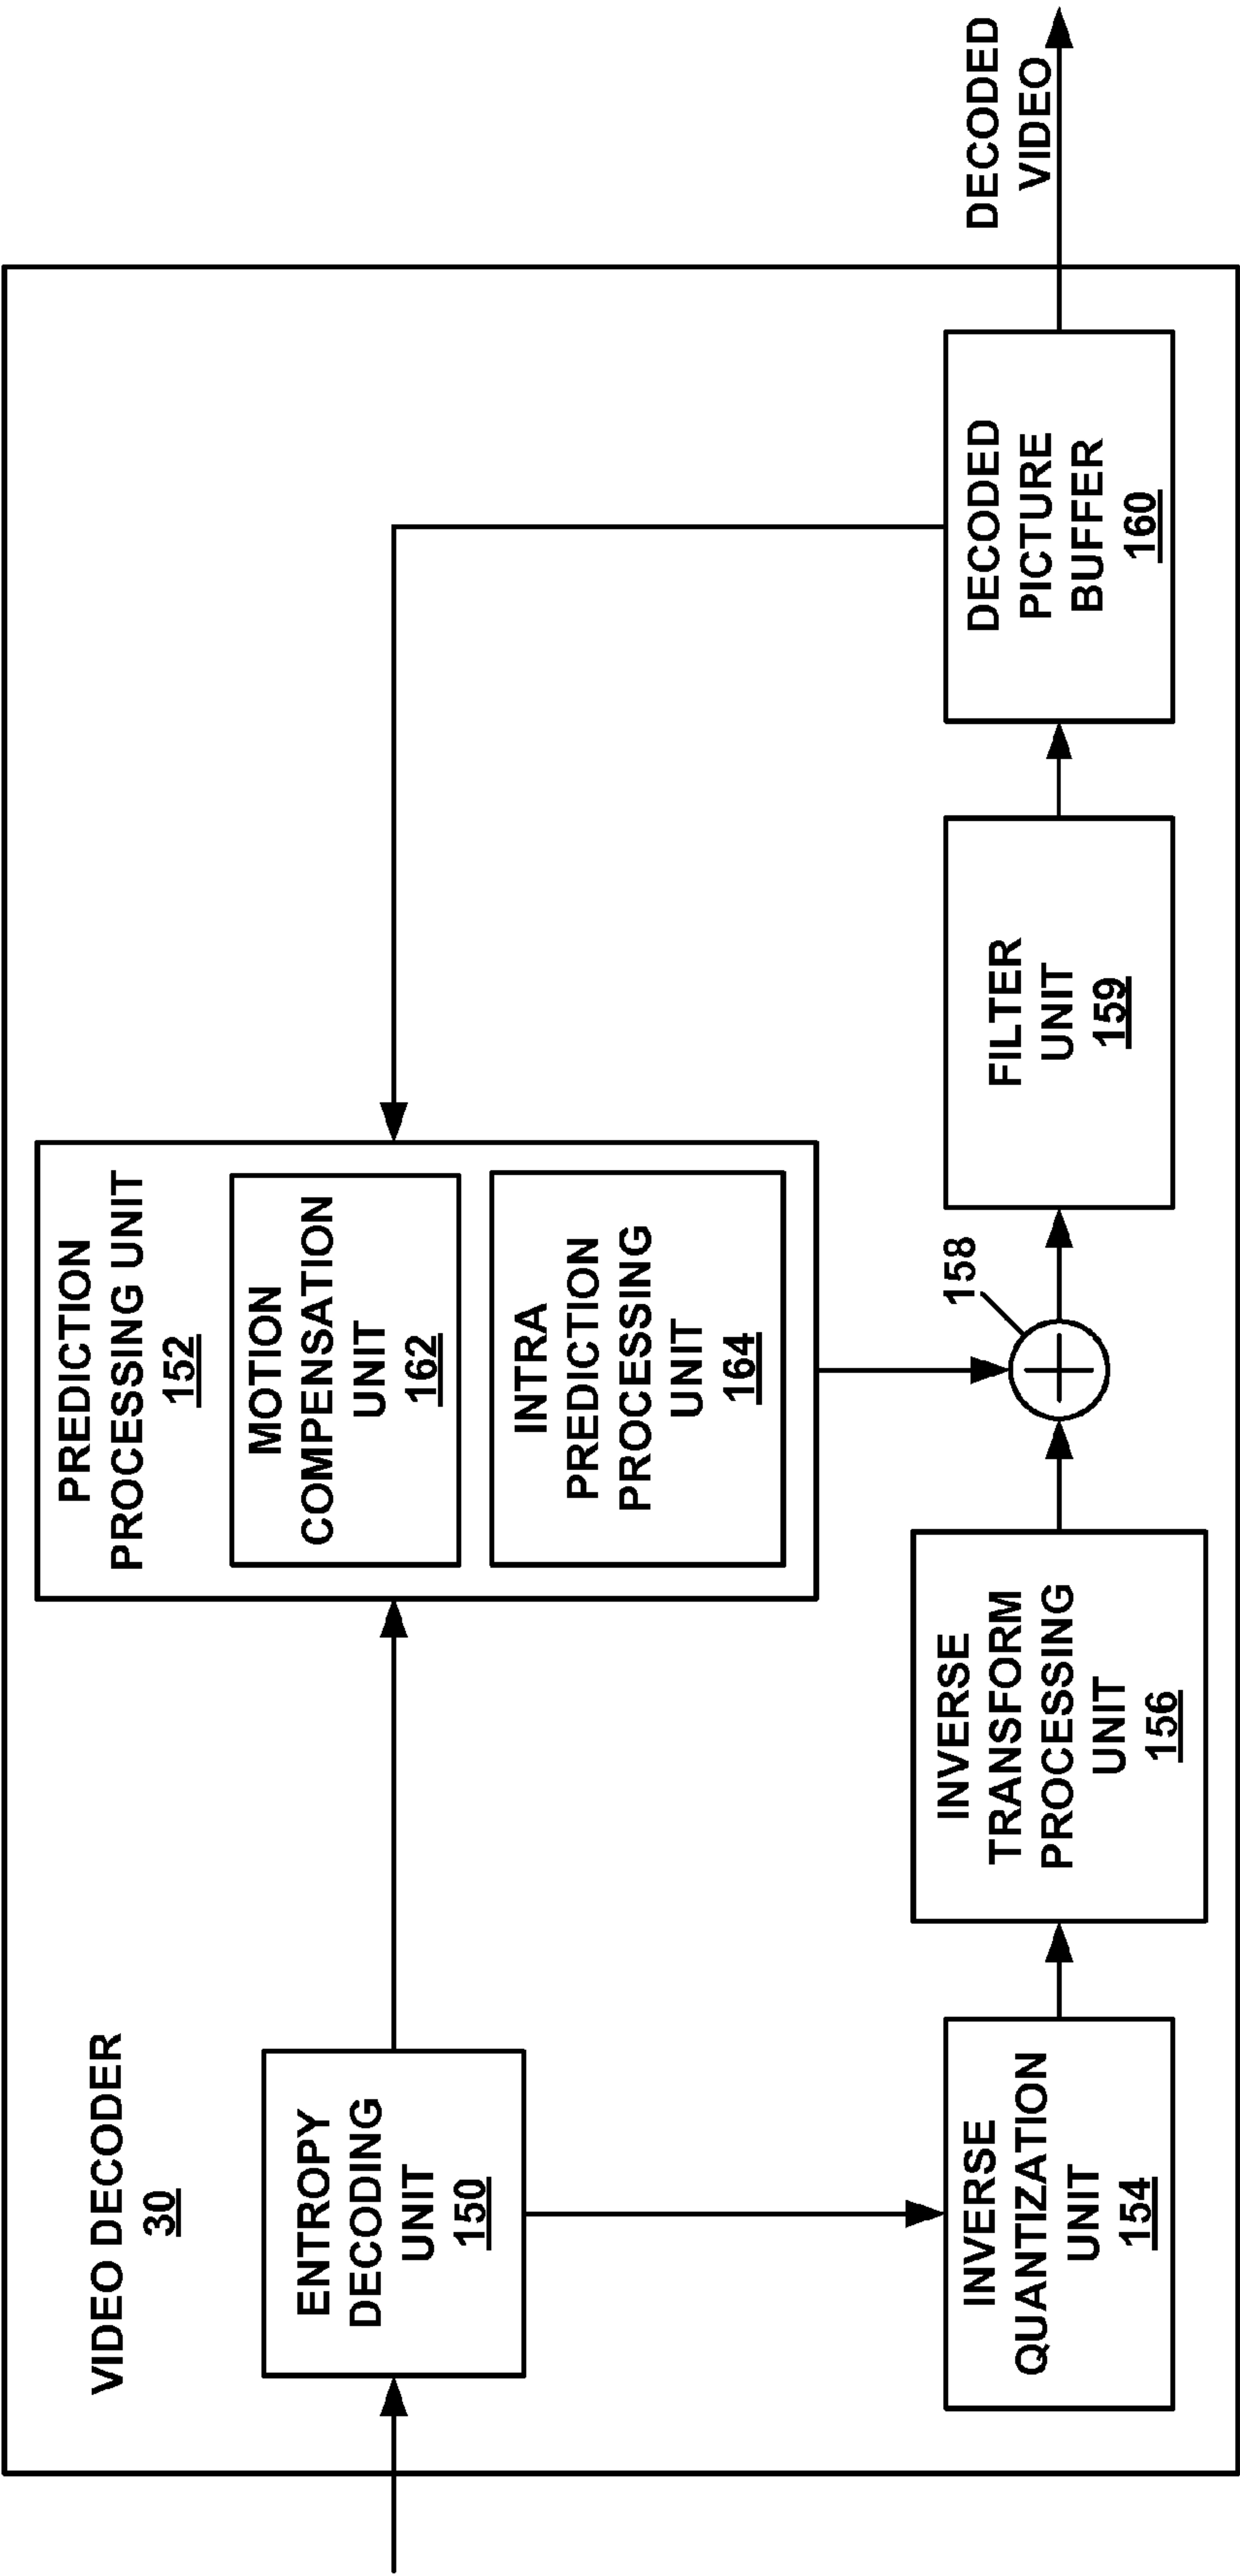 VIDEO DECODER
30
PREDICTION
PROCESSING UNIT
152
MOTION
COMPENSATION
UNIT
162
INTRA
PREDICTION
PROCESSING
UNIT
164
ENTROPY
DECODING
UNIT
150
INVERSE
QUANTIZATION
UNIT
154
INVERSE
TRANSFORM
PROCESSING
UNIT
156
158
FILTER
UNIT
159
DECODED
PICTURE
BUFFER
160
DECODED
VIDEO